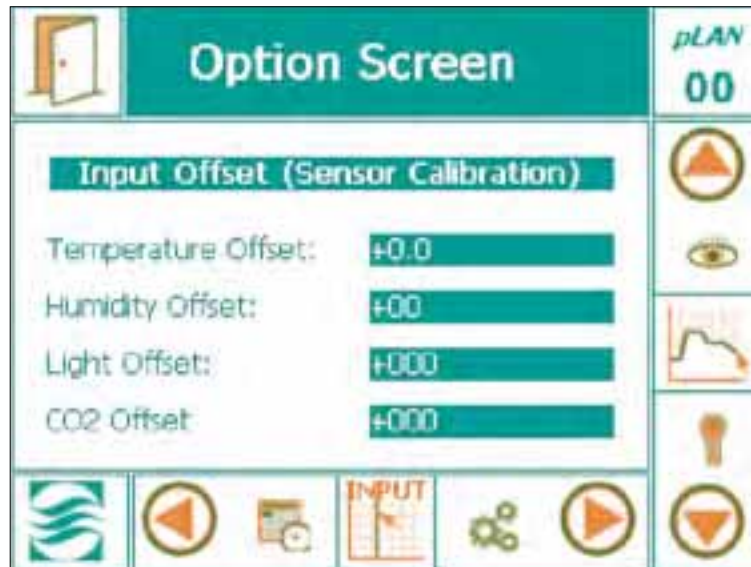 Option Screen
pLAN
00
Input Offset (Sensor Calibration)
Temperature Offset: +0.0
Humidity Offset: +00
Light Offset: +000
CO2 Offset +000
INPUT